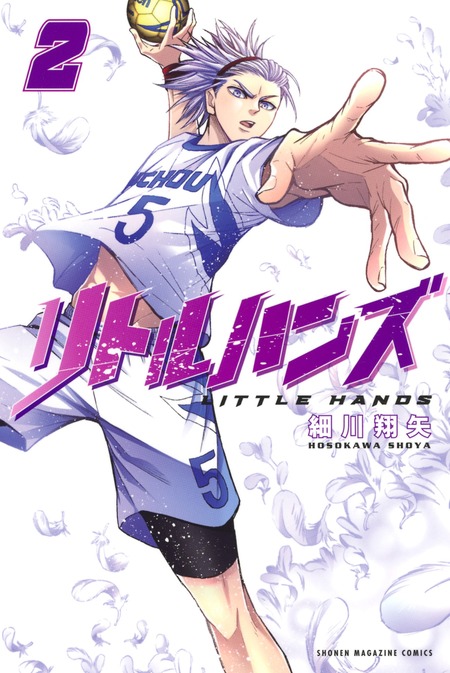 2
UCHOU
5
リトルハンズ
LITTLE HANDS
細川翔矢
HOSOKAWA SHOYA
5
SHONEN MAGAZINE COMICS